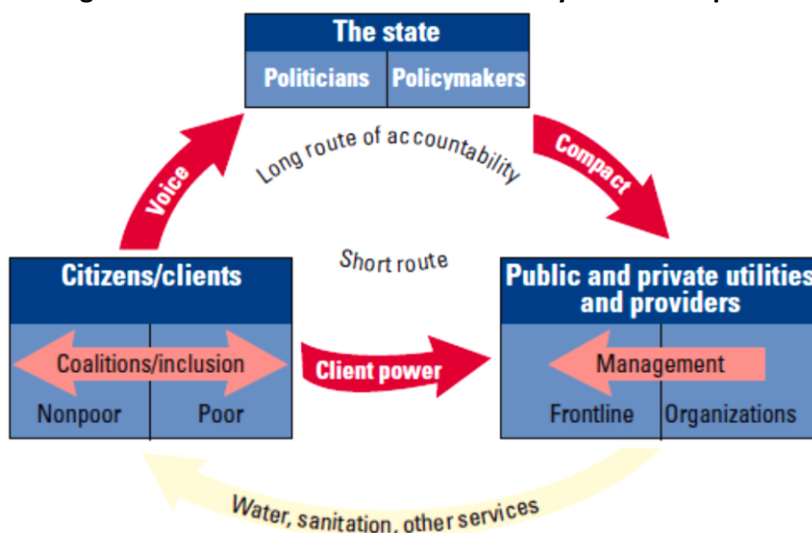 The state
Politicians
Policymakers
Long route of accountability
Voice
Compact
Short route
Citizens/clients
Public and private utilities
and providers
Coalitions/inclusion
Client power
Management
Nonpoor
Poor
Frontline
Organizations
Water, sanitation, other services